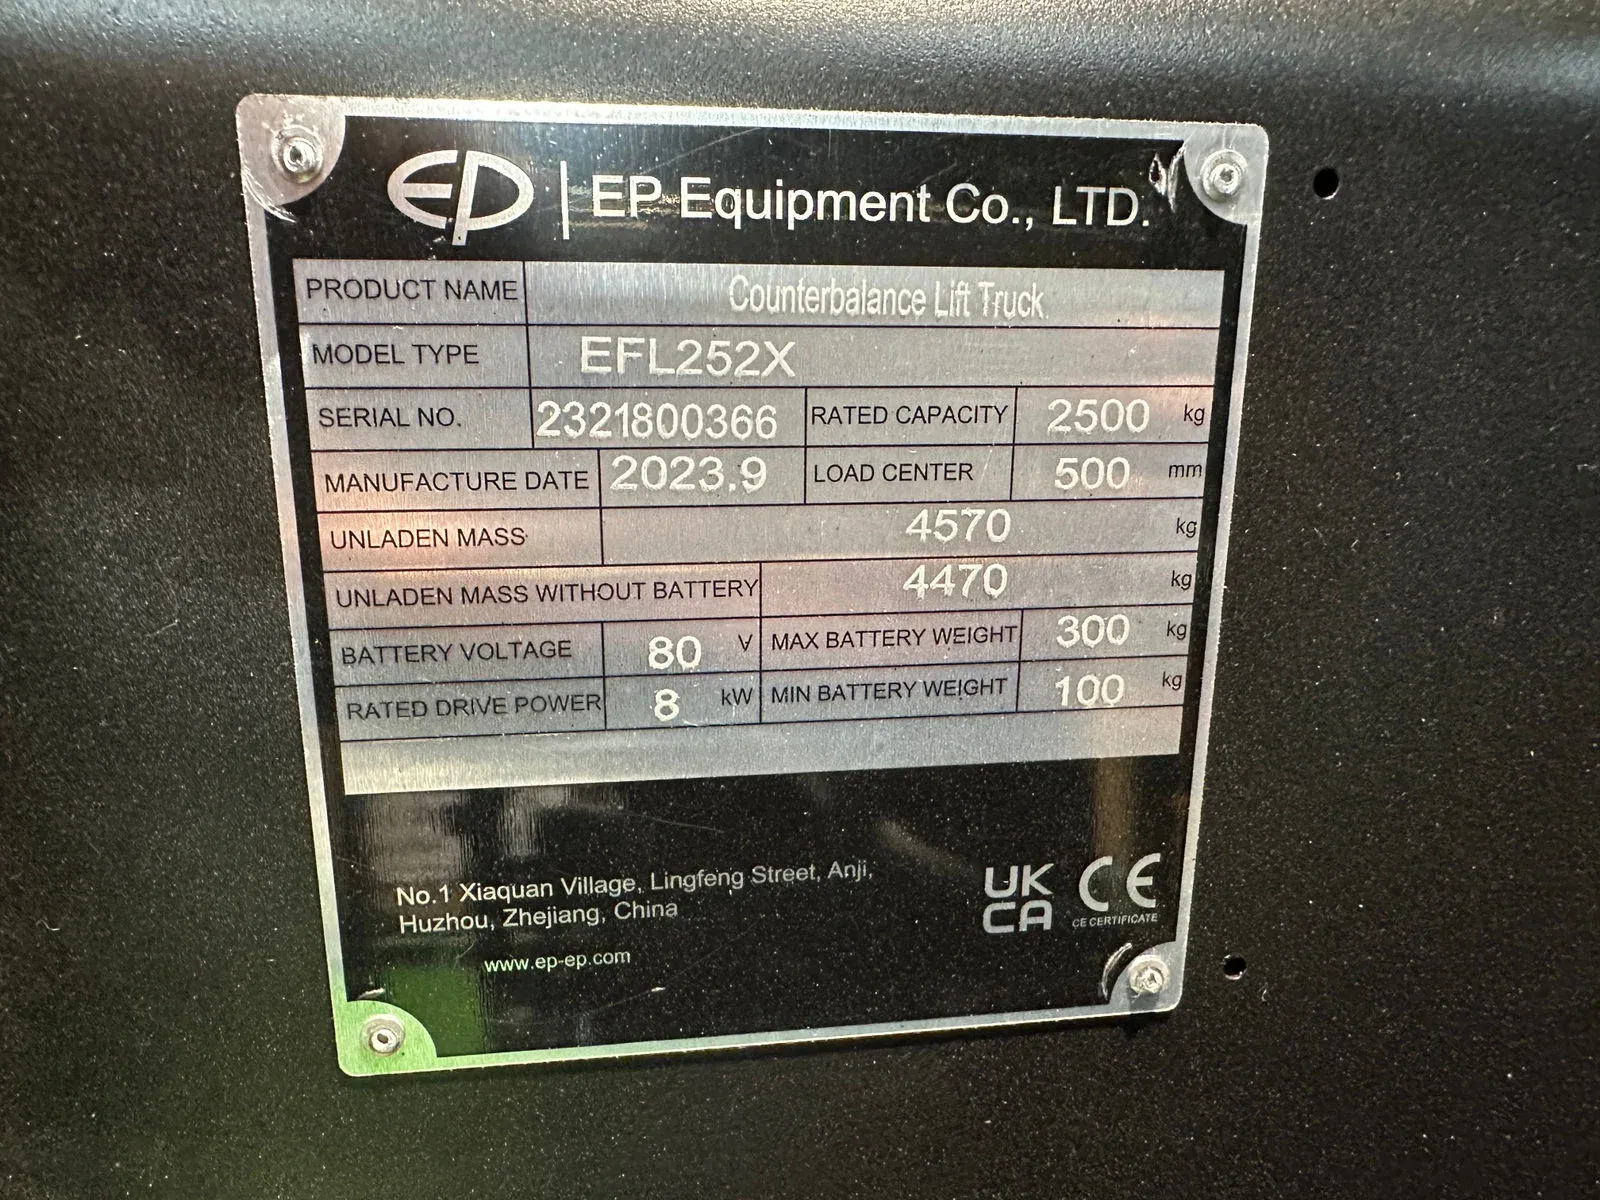 EP | EP Equipment Co., LTD.
PRODUCT NAME Counterbalance Lift Truck
MODEL TYPE EFL252X
SERIAL NO. 2321800366 RATED CAPACITY 2500 kg
MANUFACTURE DATE 2023.9 LOAD CENTER 500 mm
UNLADEN MASS 4570 kg
UNLADEN MASS WITHOUT BATTERY 4470 kg
BATTERY VOLTAGE 80 V MAX BATTERY WEIGHT 300 kg
RATED DRIVE POWER 8 kW MIN BATTERY WEIGHT 100 kg
No.1 Xiaquan Village, Lingfeng Street, Anji,
Huzhou, Zhejiang, China
www.ep-ep.com
UK
CA
CE
CE CERTIFICATE